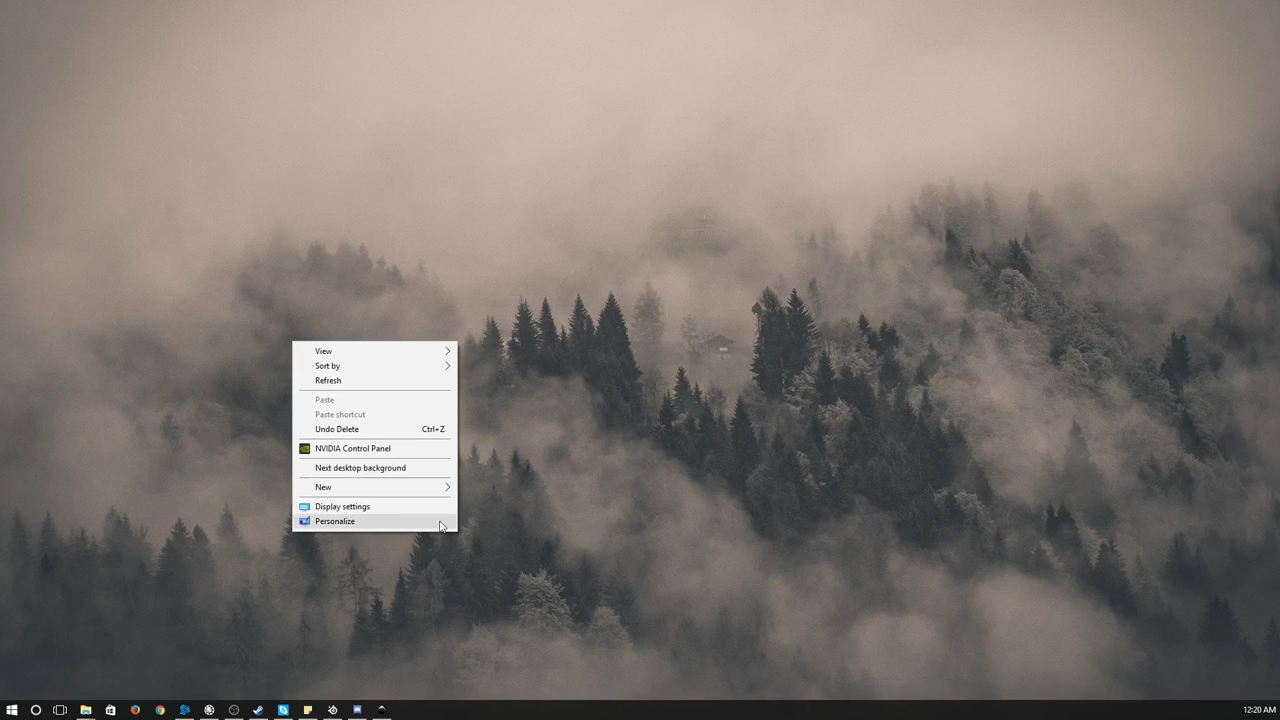 View
Sort by
Refresh
Paste
Paste shortcut
Undo Delete Ctrl+Z
NVIDIA Control Panel
Next desktop background
New
Display settings
Personalize
12:20 AM